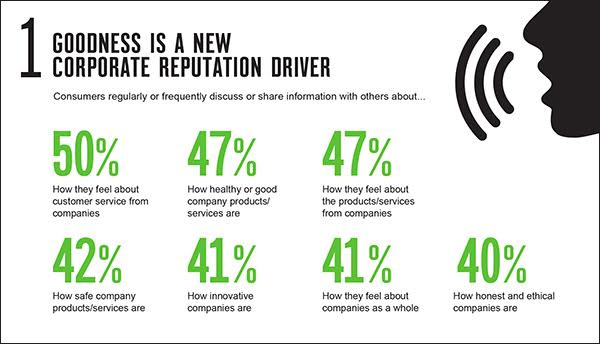 1
GOODNESS IS A NEW
CORPORATE REPUTATION DRIVER
Consumers regularly or frequently discuss or share information with others about...
50%
How they feel about
customer service from
companies
47%
How healthy or good
company products/
services are
47%
How they feel about
the products/services
from companies
42%
How safe company
products/services are
41%
How innovative
companies are
41%
How they feel about
companies as a whole
40%
How honest and ethical
companies are